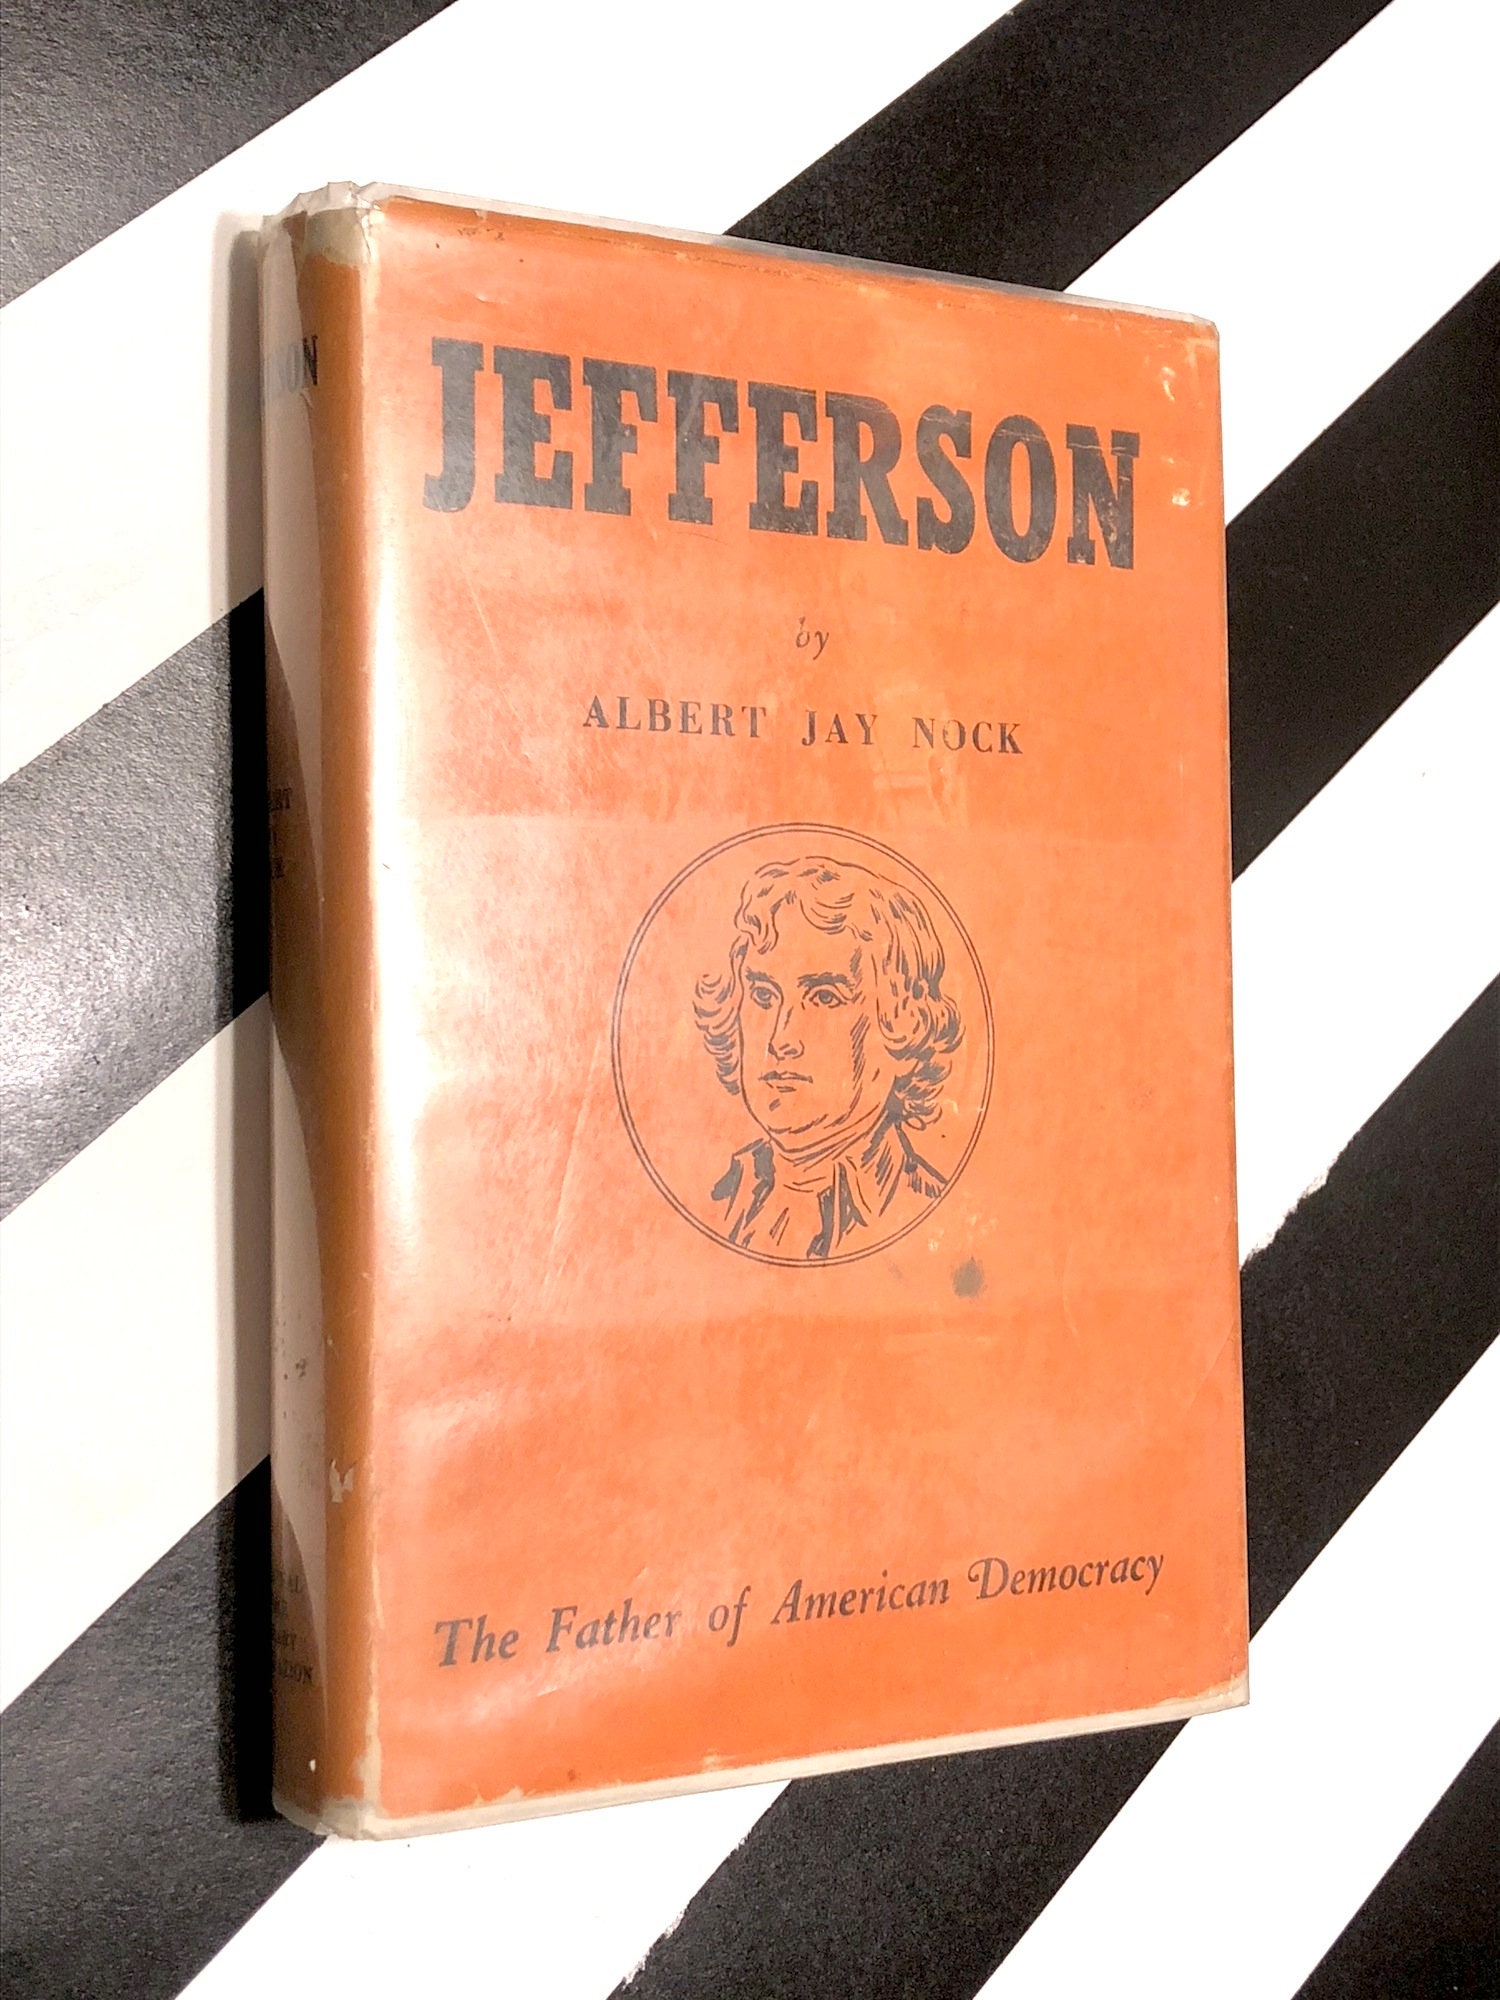 JEFFERSON
by
ALBERT JAY NOCK
The Father of American Democracy